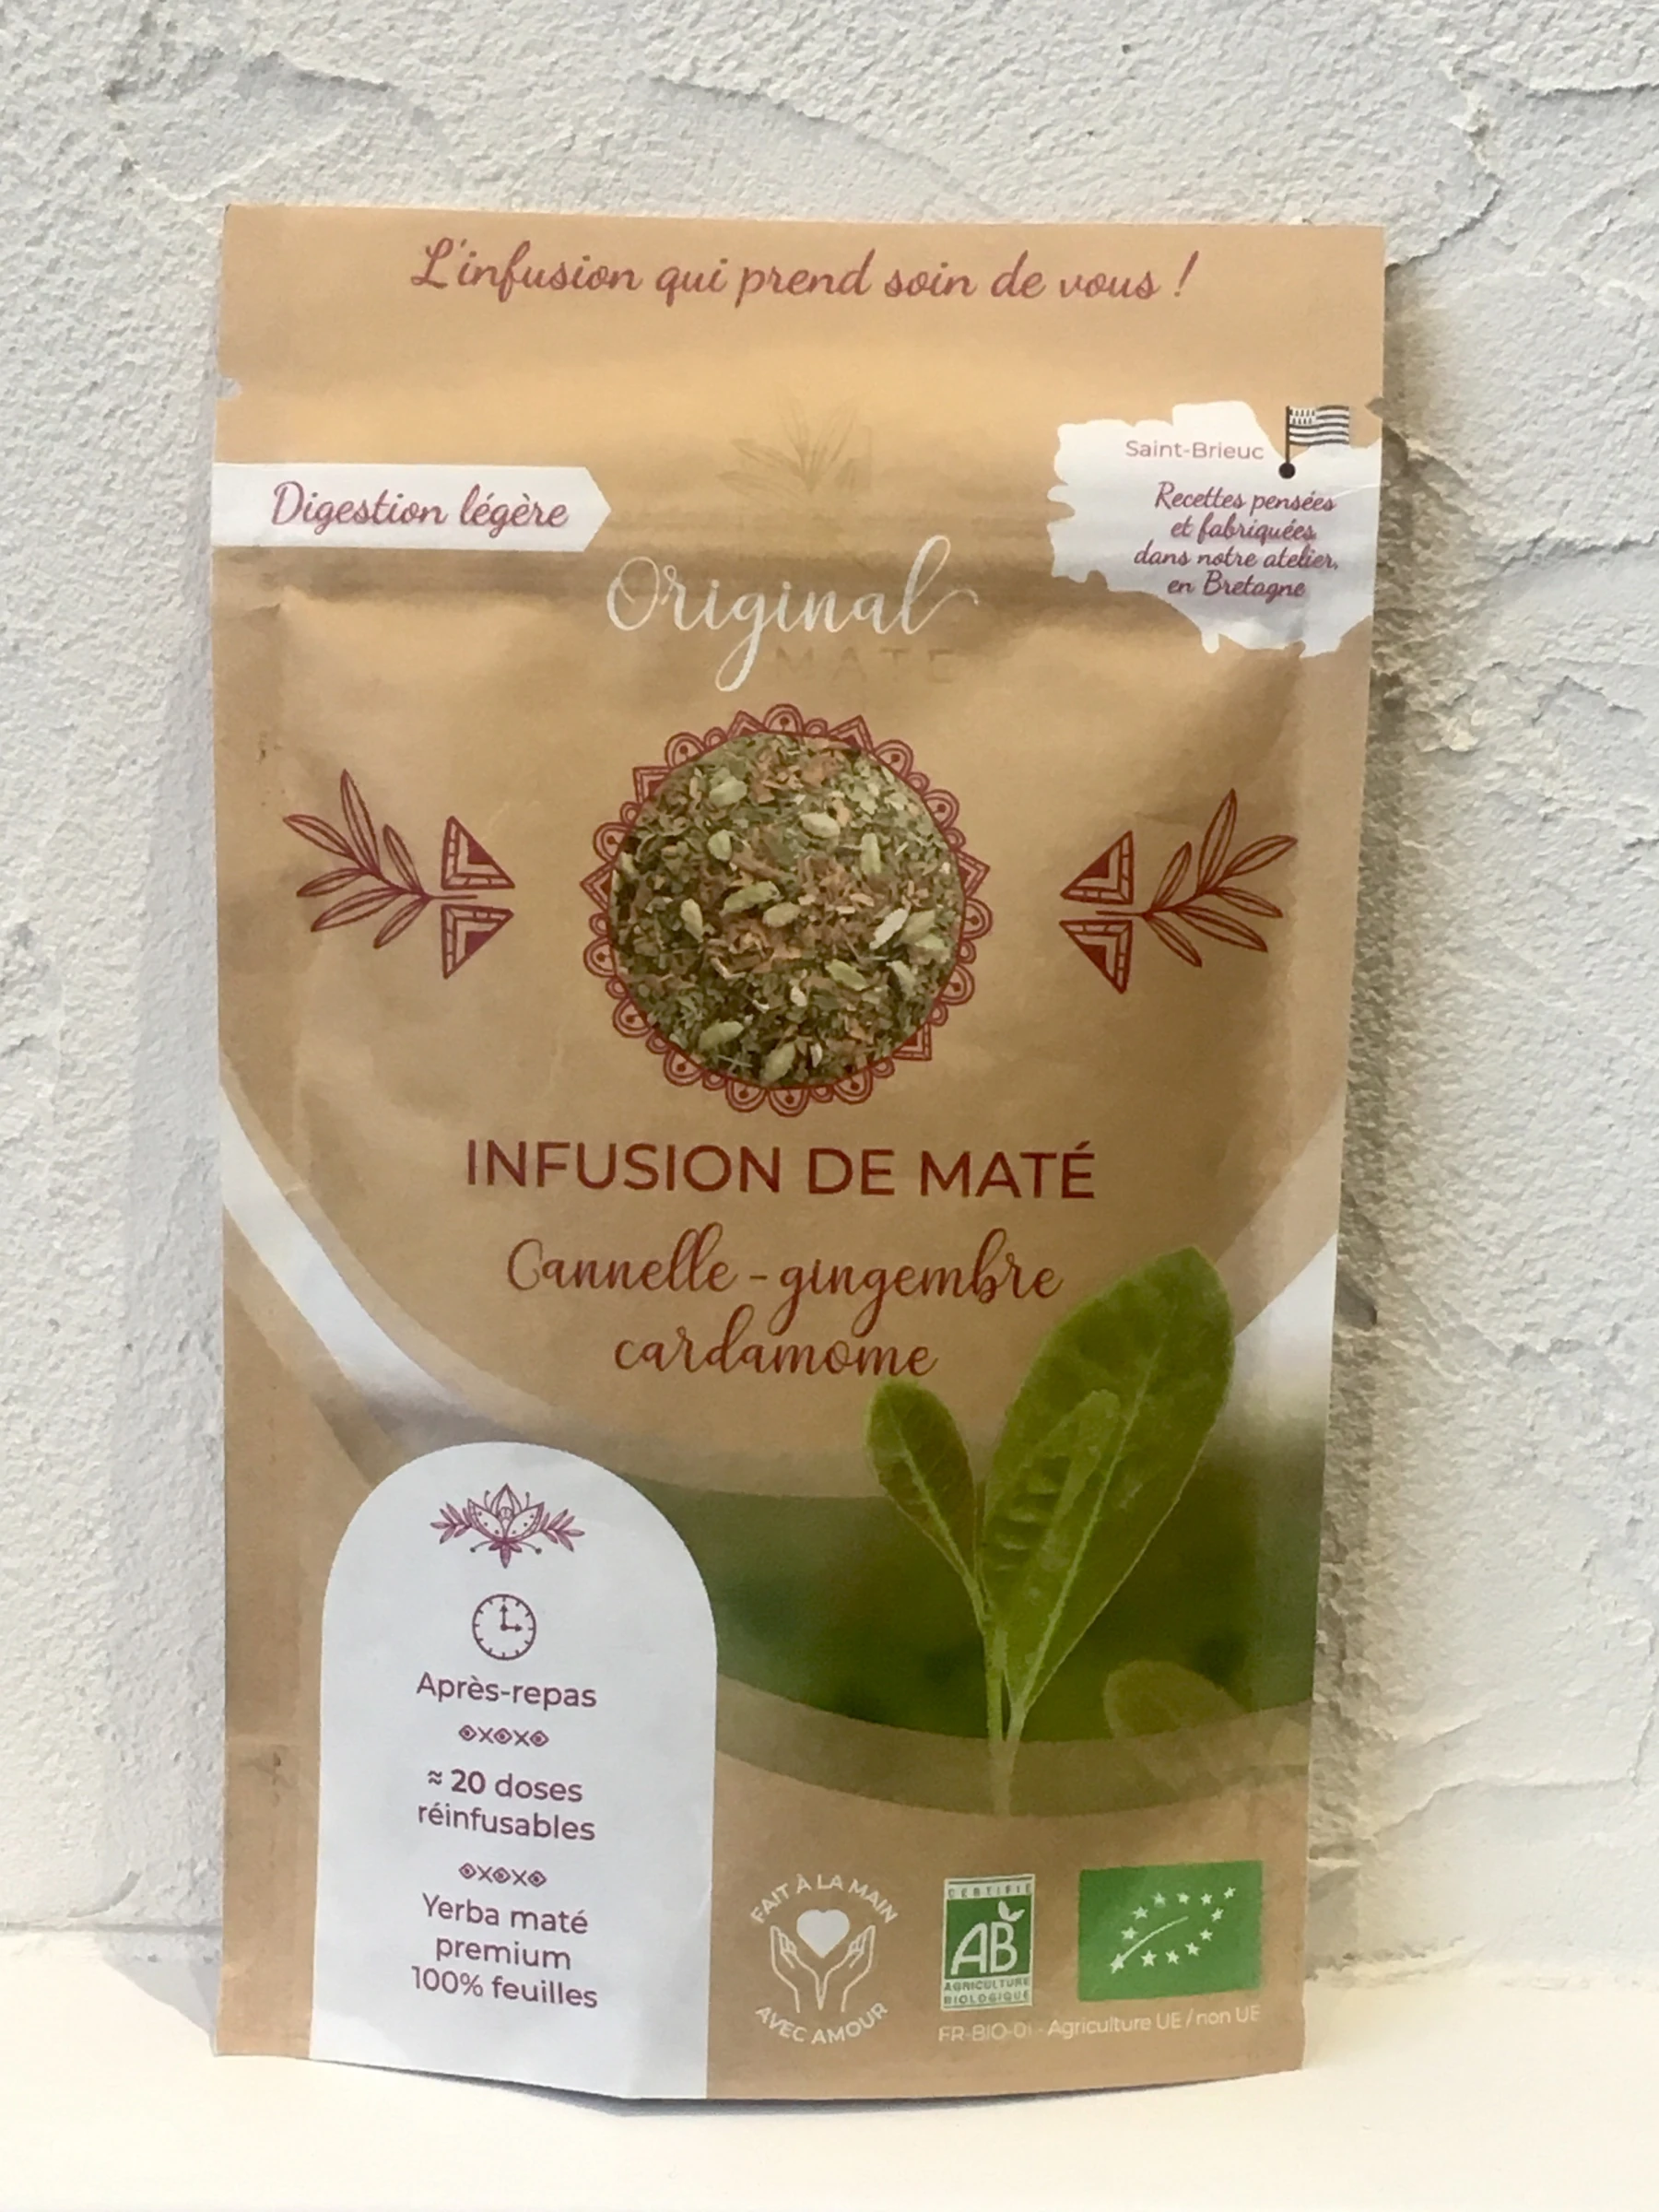 L'infusion qui prend soin de vous !
Saint-Brieuc
Recettes pensées
et fabriquées
dans notre atelier,
en Bretagne
Digestion légère
Original
MATE
INFUSION DE MATÉ
Cannelle - gingembre
cardamome
Après-repas
≈ 20 doses
réinfusables
Yerba maté
premium
100% feuilles
FAIT À LA MAIN
AVEC AMOUR
CERTIFIÉ
AB
AGRICULTURE
BIOLOGIQUE
FR-BIO-01 - Agriculture UE / non UE